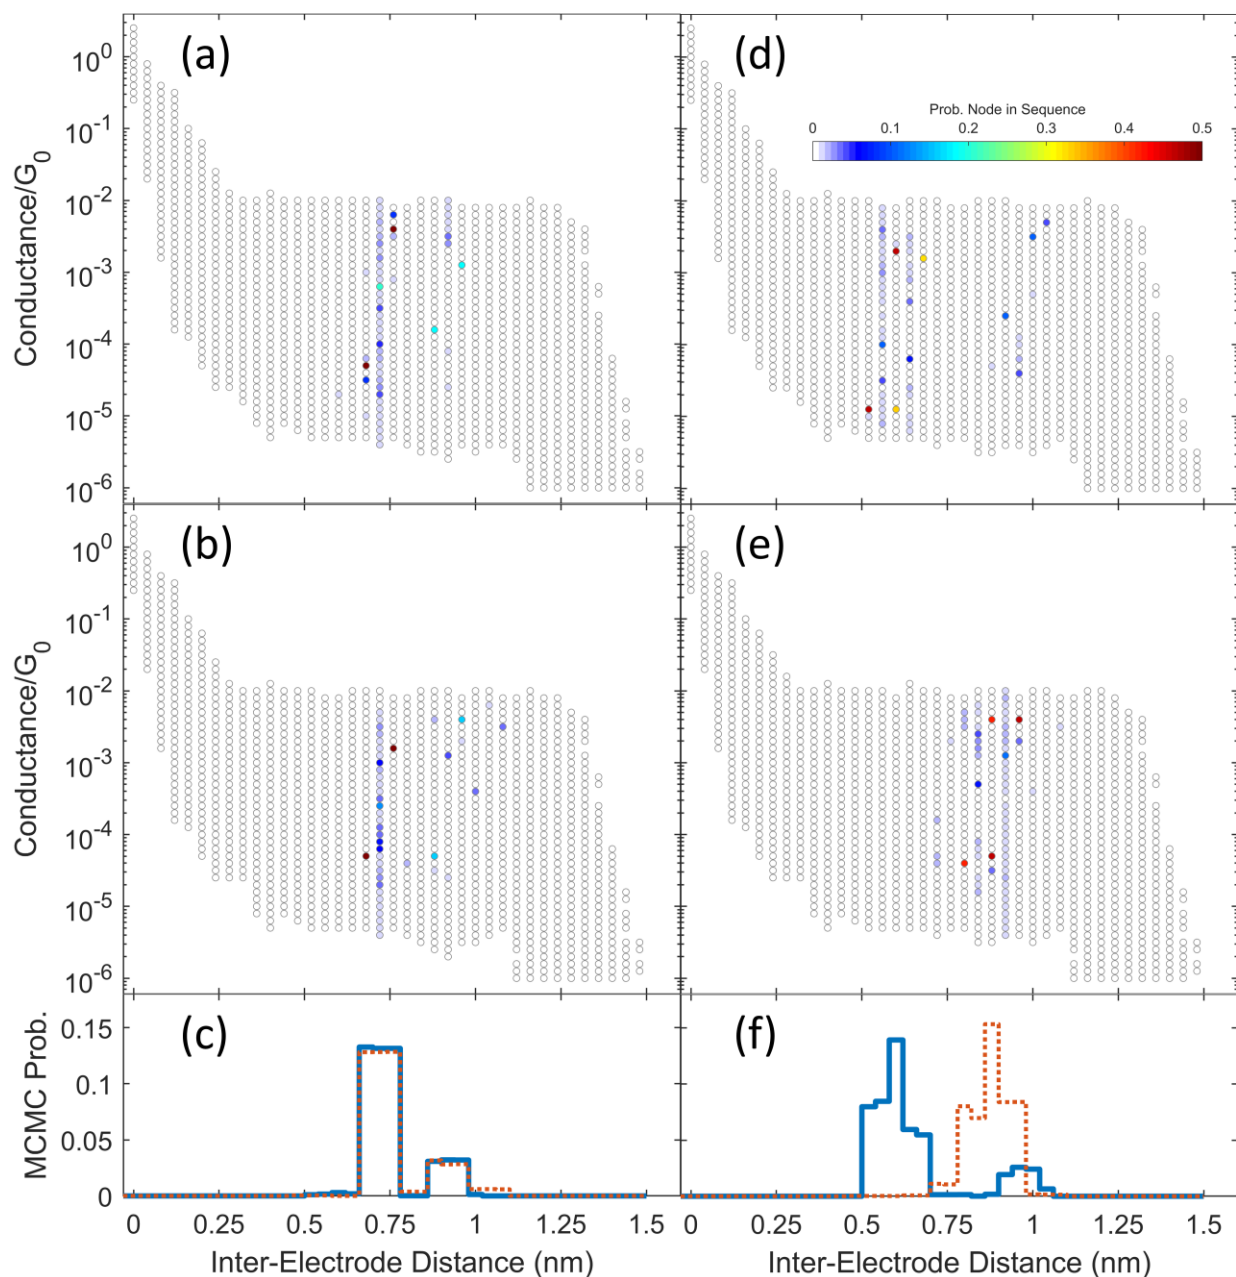 (a)
10^0
10^-1
10^-2
10^-3
10^-4
10^-5
10^-6
Conductance/G_0
(d)
Prob. Node in Sequence
0 0.1 0.2 0.3 0.4 0.5
(b)
10^0
10^-1
10^-2
10^-3
10^-4
10^-5
10^-6
Conductance/G_0
(e)
(c)
0.15
0.1
0.05
0
MCMC Prob.
0 0.25 0.5 0.75 1 1.25 1.5
Inter-Electrode Distance (nm)
(f)
0 0.25 0.5 0.75 1 1.25 1.5
Inter-Electrode Distance (nm)